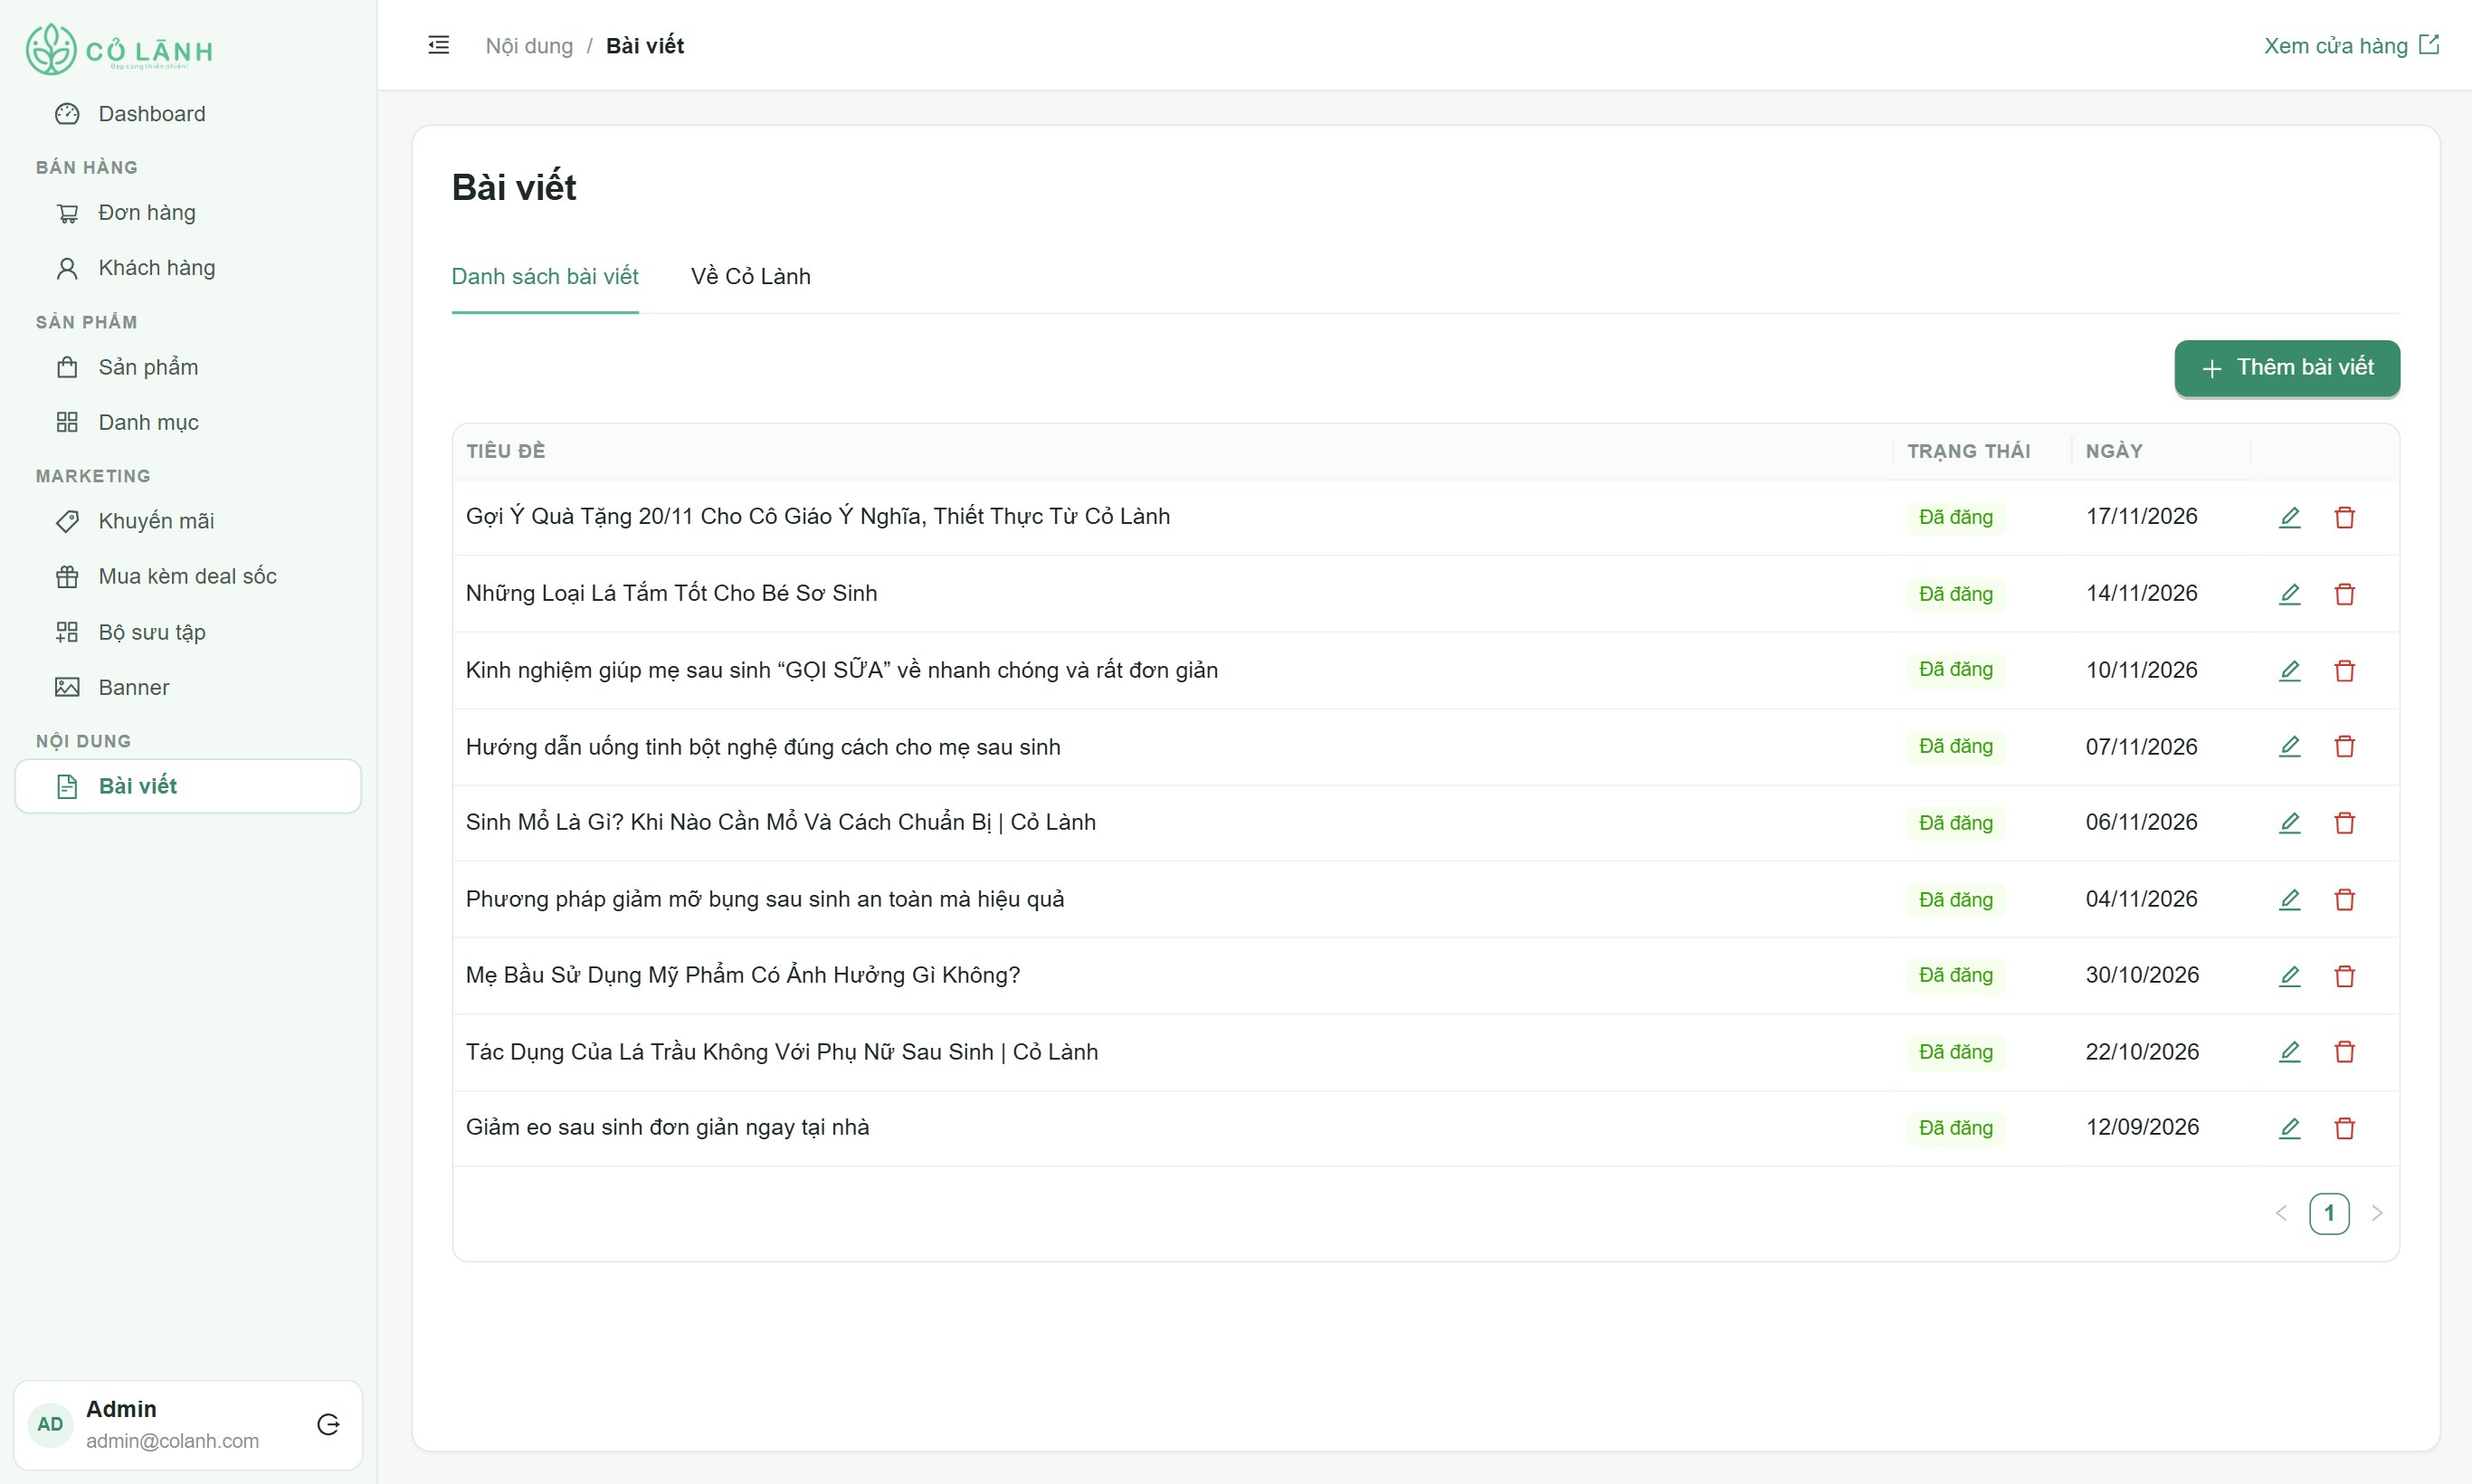 CỎ LÀNH
Đẹp cùng thiên nhiên!
Dashboard
BÁN HÀNG
Đơn hàng
Khách hàng
SẢN PHẨM
Sản phẩm
Danh mục
MARKETING
Khuyến mãi
Mua kèm deal sốc
Bộ sưu tập
Banner
NỘI DUNG
Bài viết
AD
Admin
admin@colanh.com
Nội dung / Bài viết
Xem cửa hàng
Bài viết
Danh sách bài viết Về Cỏ Lành
+ Thêm bài viết
TIÊU ĐỀ TRẠNG THÁI NGÀY
Gợi Ý Quà Tặng 20/11 Cho Cô Giáo Ý Nghĩa, Thiết Thực Từ Cỏ Lành Đã đăng 17/11/2026
Những Loại Lá Tắm Tốt Cho Bé Sơ Sinh Đã đăng 14/11/2026
Kinh nghiệm giúp mẹ sau sinh “GỌI SỮA” về nhanh chóng và rất đơn giản Đã đăng 10/11/2026
Hướng dẫn uống tinh bột nghệ đúng cách cho mẹ sau sinh Đã đăng 07/11/2026
Sinh Mổ Là Gì? Khi Nào Cần Mổ Và Cách Chuẩn Bị | Cỏ Lành Đã đăng 06/11/2026
Phương pháp giảm mỡ bụng sau sinh an toàn mà hiệu quả Đã đăng 04/11/2026
Mẹ Bầu Sử Dụng Mỹ Phẩm Có Ảnh Hưởng Gì Không? Đã đăng 30/10/2026
Tác Dụng Của Lá Trầu Không Với Phụ Nữ Sau Sinh | Cỏ Lành Đã đăng 22/10/2026
Giảm eo sau sinh đơn giản ngay tại nhà Đã đăng 12/09/2026
< 1 >